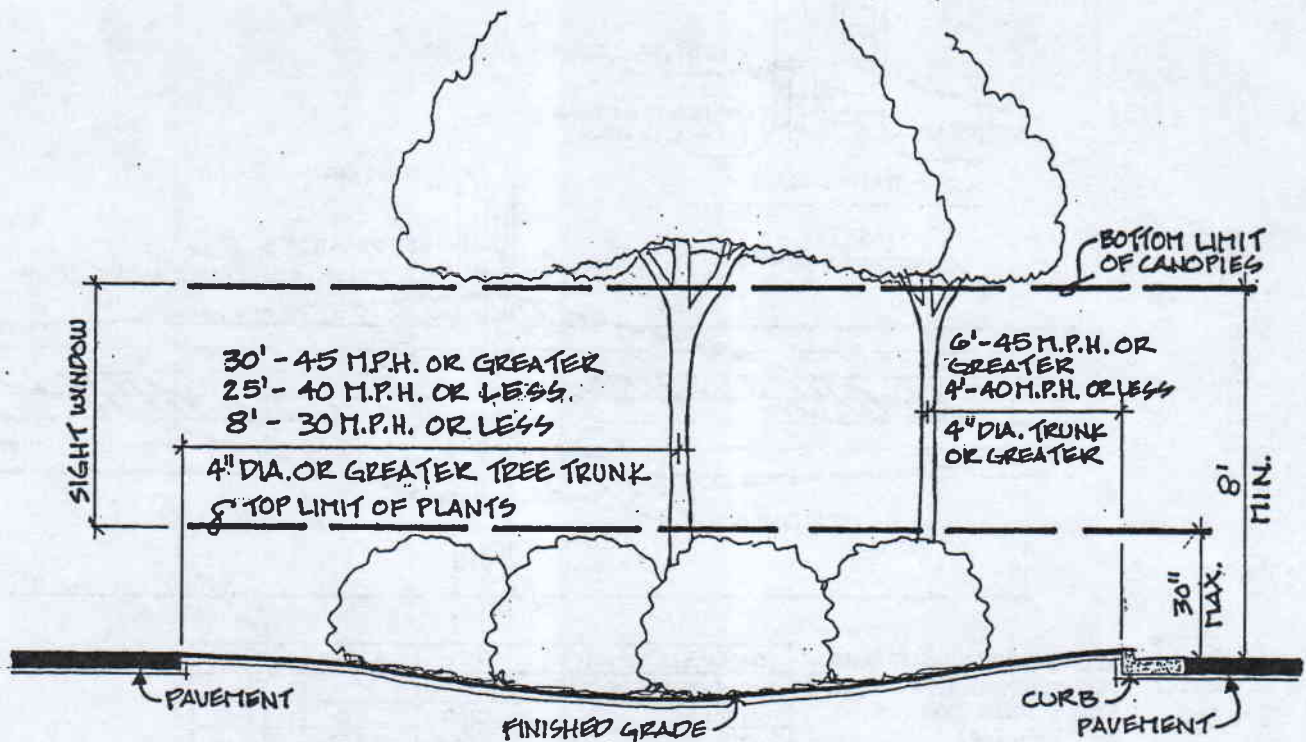 BOTTOM LIMIT
OF CANOPIES
SIGHT WINDOW
30' - 45 M.P.H. OR GREATER
25' - 40 M.P.H. OR LESS.
8' - 30 M.P.H. OR LESS
4" DIA. OR GREATER TREE TRUNK
TOP LIMIT OF PLANTS
6' - 45 M.P.H. OR
GREATER
4' - 40 M.P.H. OR LESS
4" DIA. TRUNK
OR GREATER
8'
MIN.
30"
MAX.
PAVEMENT
FINISHED GRADE
CURB
PAVEMENT